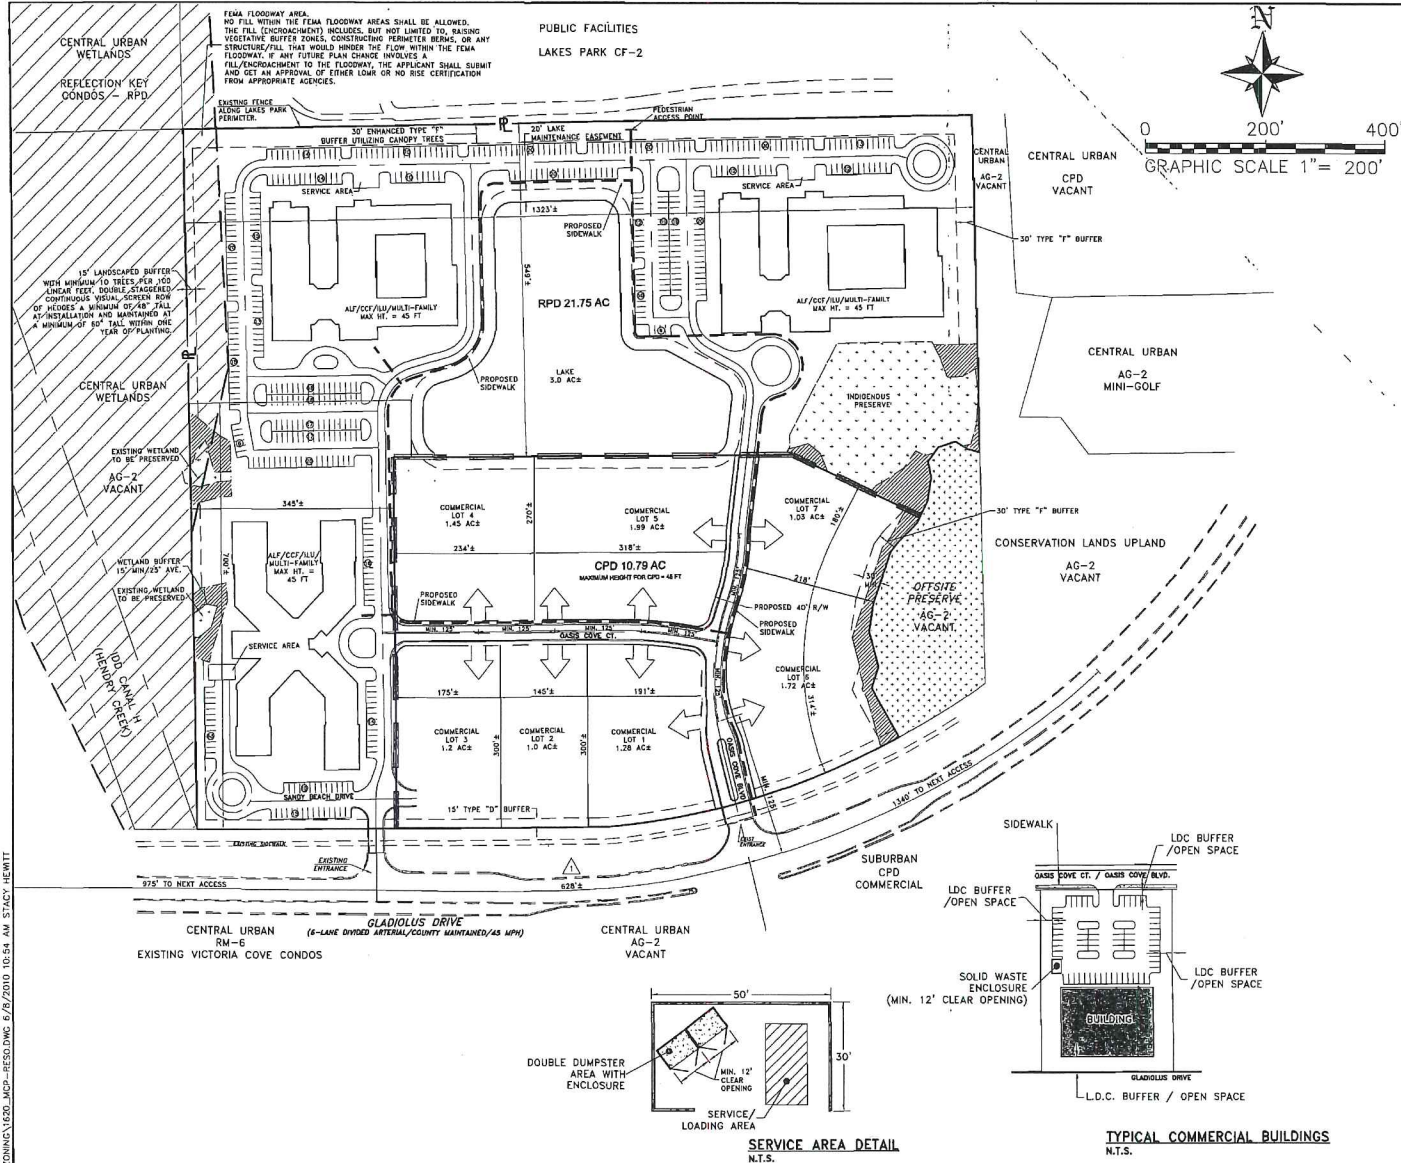 FEMA FLOODWAY AREA.
NO FILL WITHIN THE FEMA FLOODWAY AREAS SHALL BE ALLOWED.
THE FILL (ENCROACHMENT) INCLUDES, BUT NOT LIMITED TO, RAISING
VEGETATIVE BUFFER ZONES, CONSTRUCTING PERIMETER BERMS, OR ANY
STRUCTURE/FILL THAT WOULD HINDER THE FLOW WITHIN THE FEMA
FLOODWAY. IF ANY FUTURE PLAN CHANGE INVOLVES A
FILL/ENCROACHMENT TO THE FLOODWAY, THE APPLICANT SHALL SUBMIT
AND GET AN APPROVAL OF EITHER LOMR OR NO RISE CERTIFICATION
FROM APPROPRIATE AGENCIES.
CENTRAL URBAN
WETLANDS
REFLECTION KEY
CONDOS - RPD
PUBLIC FACILITIES
LAKES PARK CF-2
N
0 200' 400'
GRAPHIC SCALE 1"= 200'
EXISTING FENCE
ALONG LAKES PARK
PERIMETER.
30' ENHANCED TYPE "F"
BUFFER UTILIZING CANOPY TREES
20' LAKE
MAINTENANCE EASEMENT
PEDESTRIAN
ACCESS POINT
CENTRAL
URBAN
AG-2
VACANT
CENTRAL URBAN
CPD
VACANT
SERVICE AREA
SERVICE AREA
1323'±
PROPOSED
SIDEWALK
549'±
30' TYPE "F" BUFFER
15' LANDSCAPED BUFFER
WITH MINIMUM 10 TREES PER 100
LINEAR FEET. DOUBLE STAGGERED
CONTINUOUS VISUAL SCREEN ROW
OF HEDGES A MINIMUM OF 48" TALL
AT INSTALLATION AND MAINTAINED AT
A MINIMUM OF 60" TALL WITHIN ONE
YEAR OF PLANTING.
ALF/CCF/ILU/MULTI-FAMILY
MAX HT. = 45 FT
RPD 21.75 AC
ALF/CCF/ILU/MULTI-FAMILY
MAX HT. = 45 FT
CENTRAL URBAN
WETLANDS
PROPOSED
SIDEWALK
LAKE
3.0 AC±
INDIGENOUS
PRESERVE
CENTRAL URBAN
AG-2
MINI-GOLF
EXISTING WETLAND
TO BE PRESERVED
AG-2
VACANT
345'±
COMMERCIAL
LOT 4
1.45 AC±
270'±
COMMERCIAL
LOT 5
1.99 AC±
COMMERCIAL
LOT 7
1.03 AC±
180'±
30' TYPE "F" BUFFER
CONSERVATION LANDS UPLAND
AG-2
VACANT
234'±
318'±
CPD 10.79 AC
MAXIMUM HEIGHT FOR CPD = 45 FT
700'±
ALF/CCF/ILU/
MULTI-FAMILY
MAX HT. =
45 FT
WETLAND BUFFER
15' MIN/25' AVE.
EXISTING WETLAND
TO BE PRESERVED
MIN. 125'
218'
OFFSITE
PRESERVE
AG-2
VACANT
PROPOSED
SIDEWALK
PROPOSED 40' R/W
PROPOSED
SIDEWALK
MIN. 125' MIN. 125' MIN. 125' MIN. 125'
OASIS COVE CT.
SERVICE AREA
IDD CANAL H
(HENDRY CREEK)
COMMERCIAL
LOT 6
1.72 AC±
314'±
175'± 145'± 191'±
MIN. 125'
COMMERCIAL
LOT 3
1.2 AC±
300'±
COMMERCIAL
LOT 2
1.0 AC±
300'±
COMMERCIAL
LOT 1
1.28 AC±
OASIS COVE BLVD
MIN. 125'
SANDY BEACH DRIVE
15' TYPE "D" BUFFER
1340' TO NEXT ACCESS
EXISTING SIDEWALK
EXISTING
ENTRANCE
EXIST
ENTRANCE
1
975' TO NEXT ACCESS
628'±
SUBURBAN
CPD
COMMERCIAL
GLADIOLUS DRIVE
(6-LANE DIVIDED ARTERIAL/COUNTY MAINTAINED/45 MPH)
CENTRAL URBAN
RM-6
EXISTING VICTORIA COVE CONDOS
CENTRAL URBAN
AG-2
VACANT
SIDEWALK
LDC BUFFER
/OPEN SPACE
OASIS COVE CT. / OASIS COVE BLVD.
LDC BUFFER
/OPEN SPACE
SOLID WASTE
ENCLOSURE
(MIN. 12' CLEAR OPENING)
LDC BUFFER
/OPEN SPACE
BUILDING
GLADIOLUS DRIVE
L.D.C. BUFFER / OPEN SPACE
TYPICAL COMMERCIAL BUILDINGS
N.T.S.
50'
30'
DOUBLE DUMPSTER
AREA WITH
ENCLOSURE
MIN. 12'
CLEAR
OPENING
SERVICE/
LOADING AREA
SERVICE AREA DETAIL
N.T.S.
ZONING\1620_MCP-RESO.DWG 6/8/2010 10:54 AM STACY HEWITT